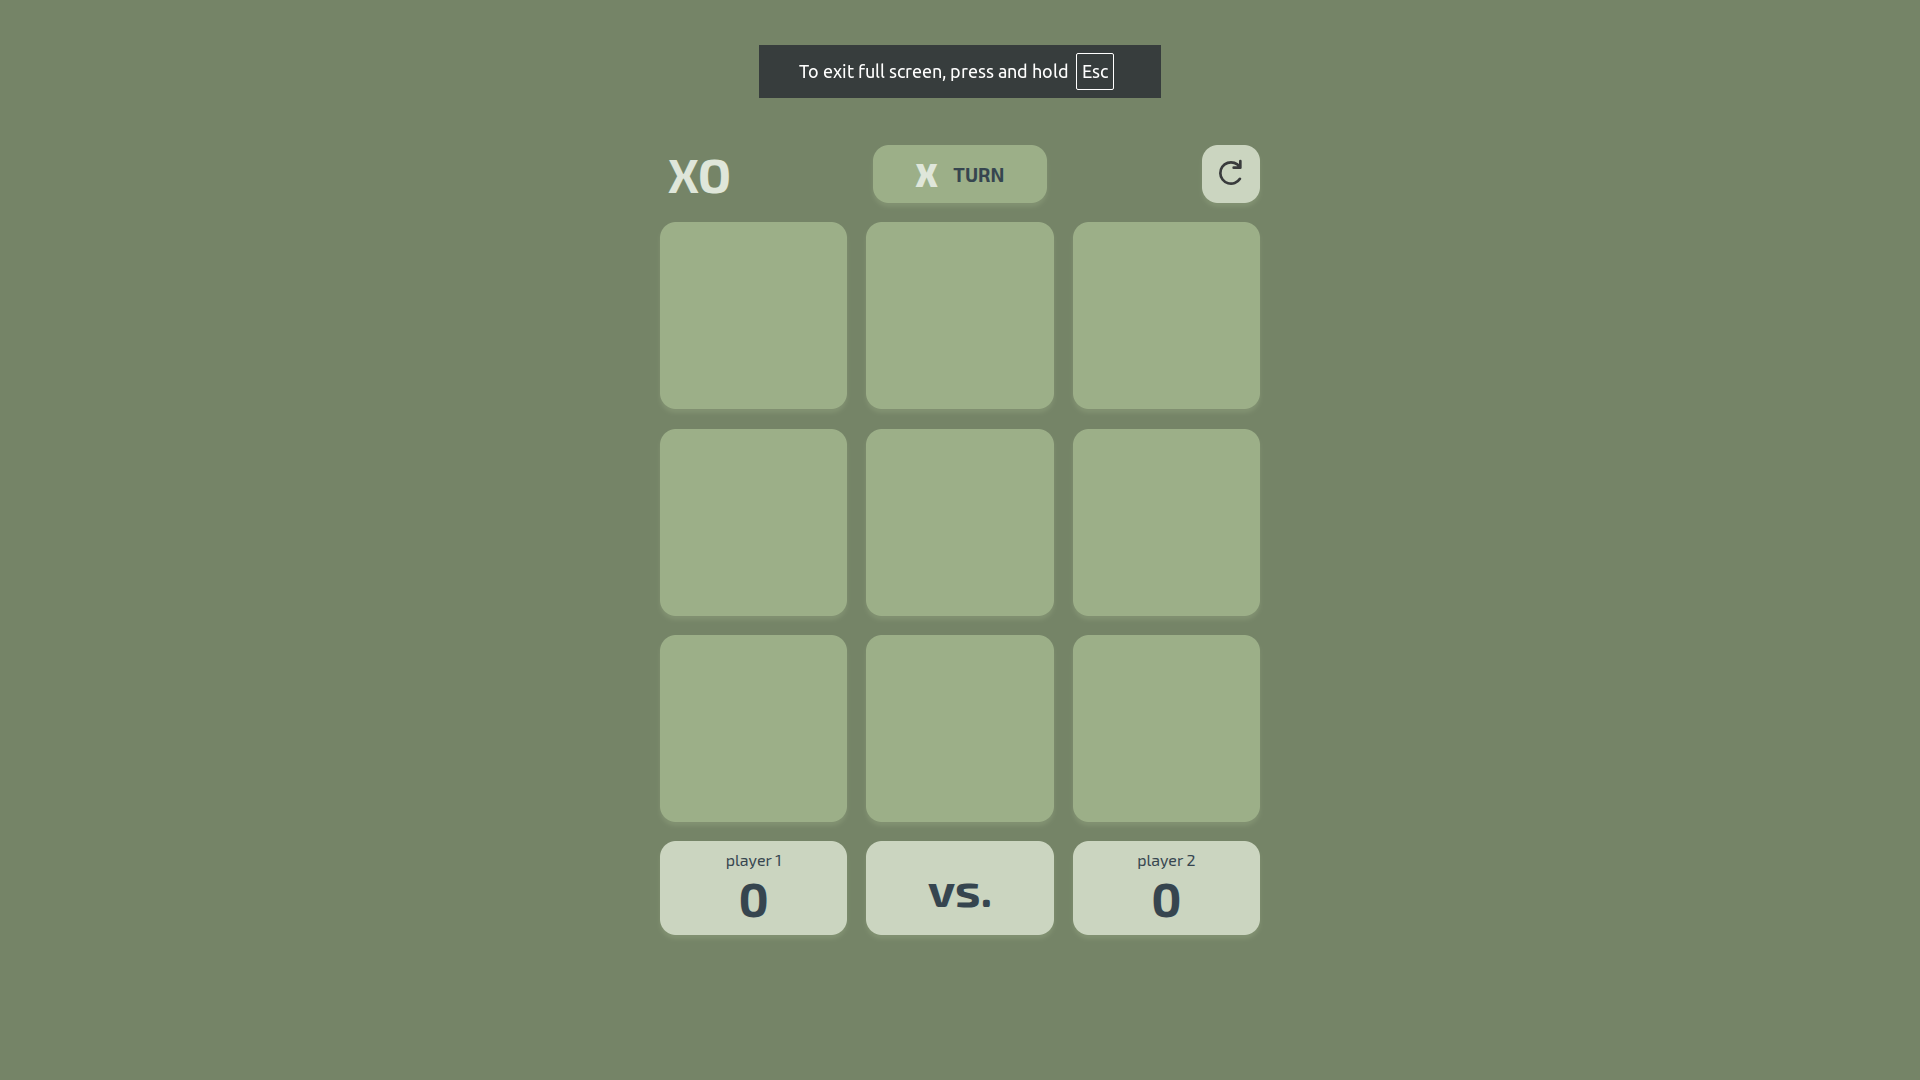 To exit full screen, press and hold Esc
XO
X TURN
player 1
0
vs.
player 2
0